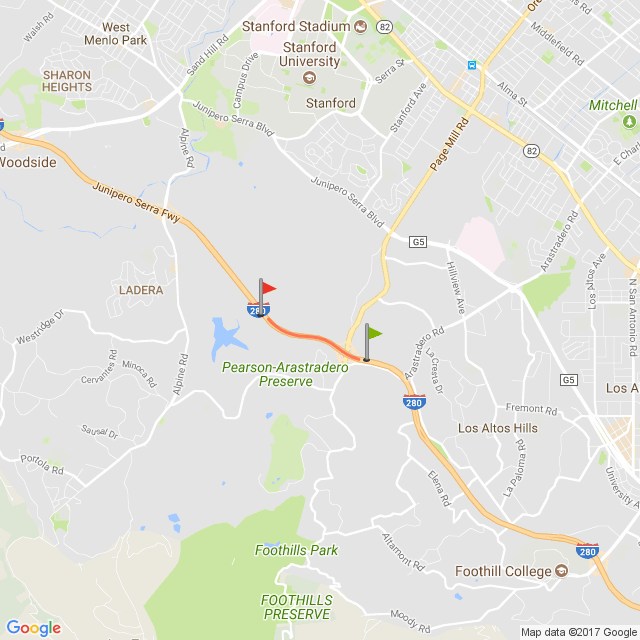 West
Menlo Park
Walsh Rd
Sand Hill Rd
Stanford Stadium
82
Middlefield Rd
Stanford
University
Campus Drive
Serra St
SHARON
HEIGHTS
Stanford
Stanford Ave
Alma St
Mitchell
Junipero Serra Blvd
Alpine Rd
Page Mill Rd
82
E Charle
Woodside
Junipero Serra Fwy
Junipero Serra Blvd
G5
Arastradero Rd
Hillview Ave
Los Altos Ave
N San Antonio Rd
LADERA
280
Westridge Dr
Cervantes Rd
Minoca Rd
Alpine Rd
Pearson-Arastradero
Preserve
Arastradero Rd
La Cresta Dr
G5
Los A
280
Fremont Rd
Los Altos Hills
Sausal Dr
Portola Rd
Elena Rd
La Paloma Rd
University A
Foothills Park
Altamont Rd
280
Foothill College
FOOTHILLS
PRESERVE
Moody Rd
Google
Map data ©2017 Google